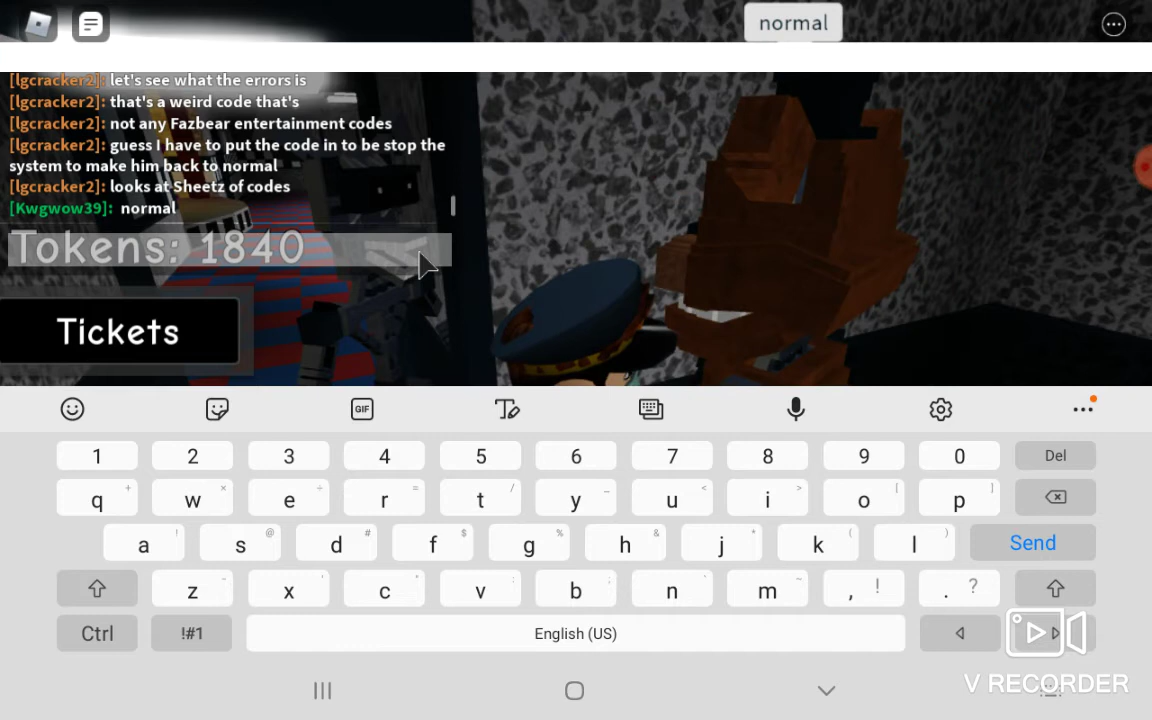 normal
[lgcracker2]: let's see what the errors is
[lgcracker2]: that's a weird code that's
[lgcracker2]: not any Fazbear entertainment codes
[lgcracker2]: guess I have to put the code in to be stop the
system to make him back to normal
[lgcracker2]: looks at Sheetz of codes
[Kwgwow39]: normal
Tokens: 1840
Tickets
GIF
1 2 3 4 5 6 7 8 9 0 Del
q + w × e ÷ r = t / y _ u < i > o [ p ]
a ! s @ d # f $ g % h & j * k ( l ) Send
z - x ' c " v : b ; n m , ! . ?
Ctrl !#1 English (US)
V RECORDER